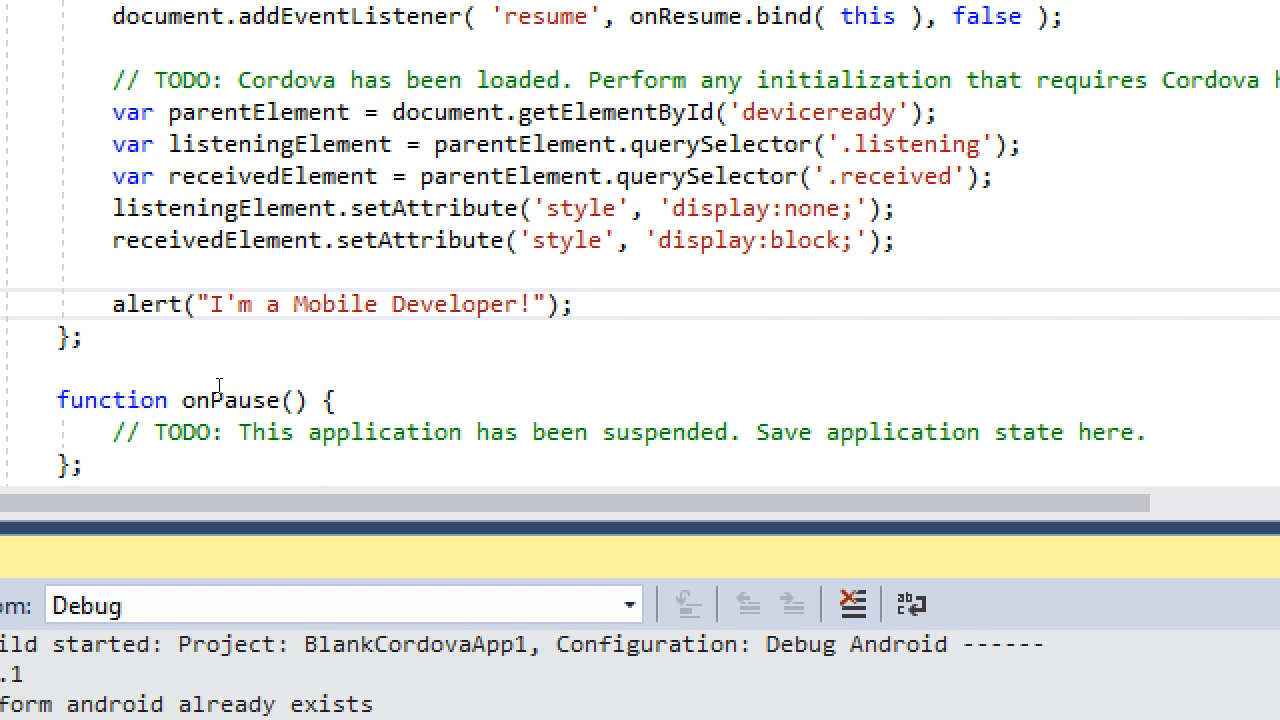 document.addEventListener( 'resume', onResume.bind( this ), false );
// TODO: Cordova has been loaded. Perform any initialization that requires Cordova h
var parentElement = document.getElementById('deviceready');
var listeningElement = parentElement.querySelector('.listening');
var receivedElement = parentElement.querySelector('.received');
listeningElement.setAttribute('style', 'display:none;');
receivedElement.setAttribute('style', 'display:block;');
alert("I'm a Mobile Developer!");
};
function onPause() {
// TODO: This application has been suspended. Save application state here.
};
om: Debug
ild started: Project: BlankCordovaApp1, Configuration: Debug Android ------
.1
form android already exists